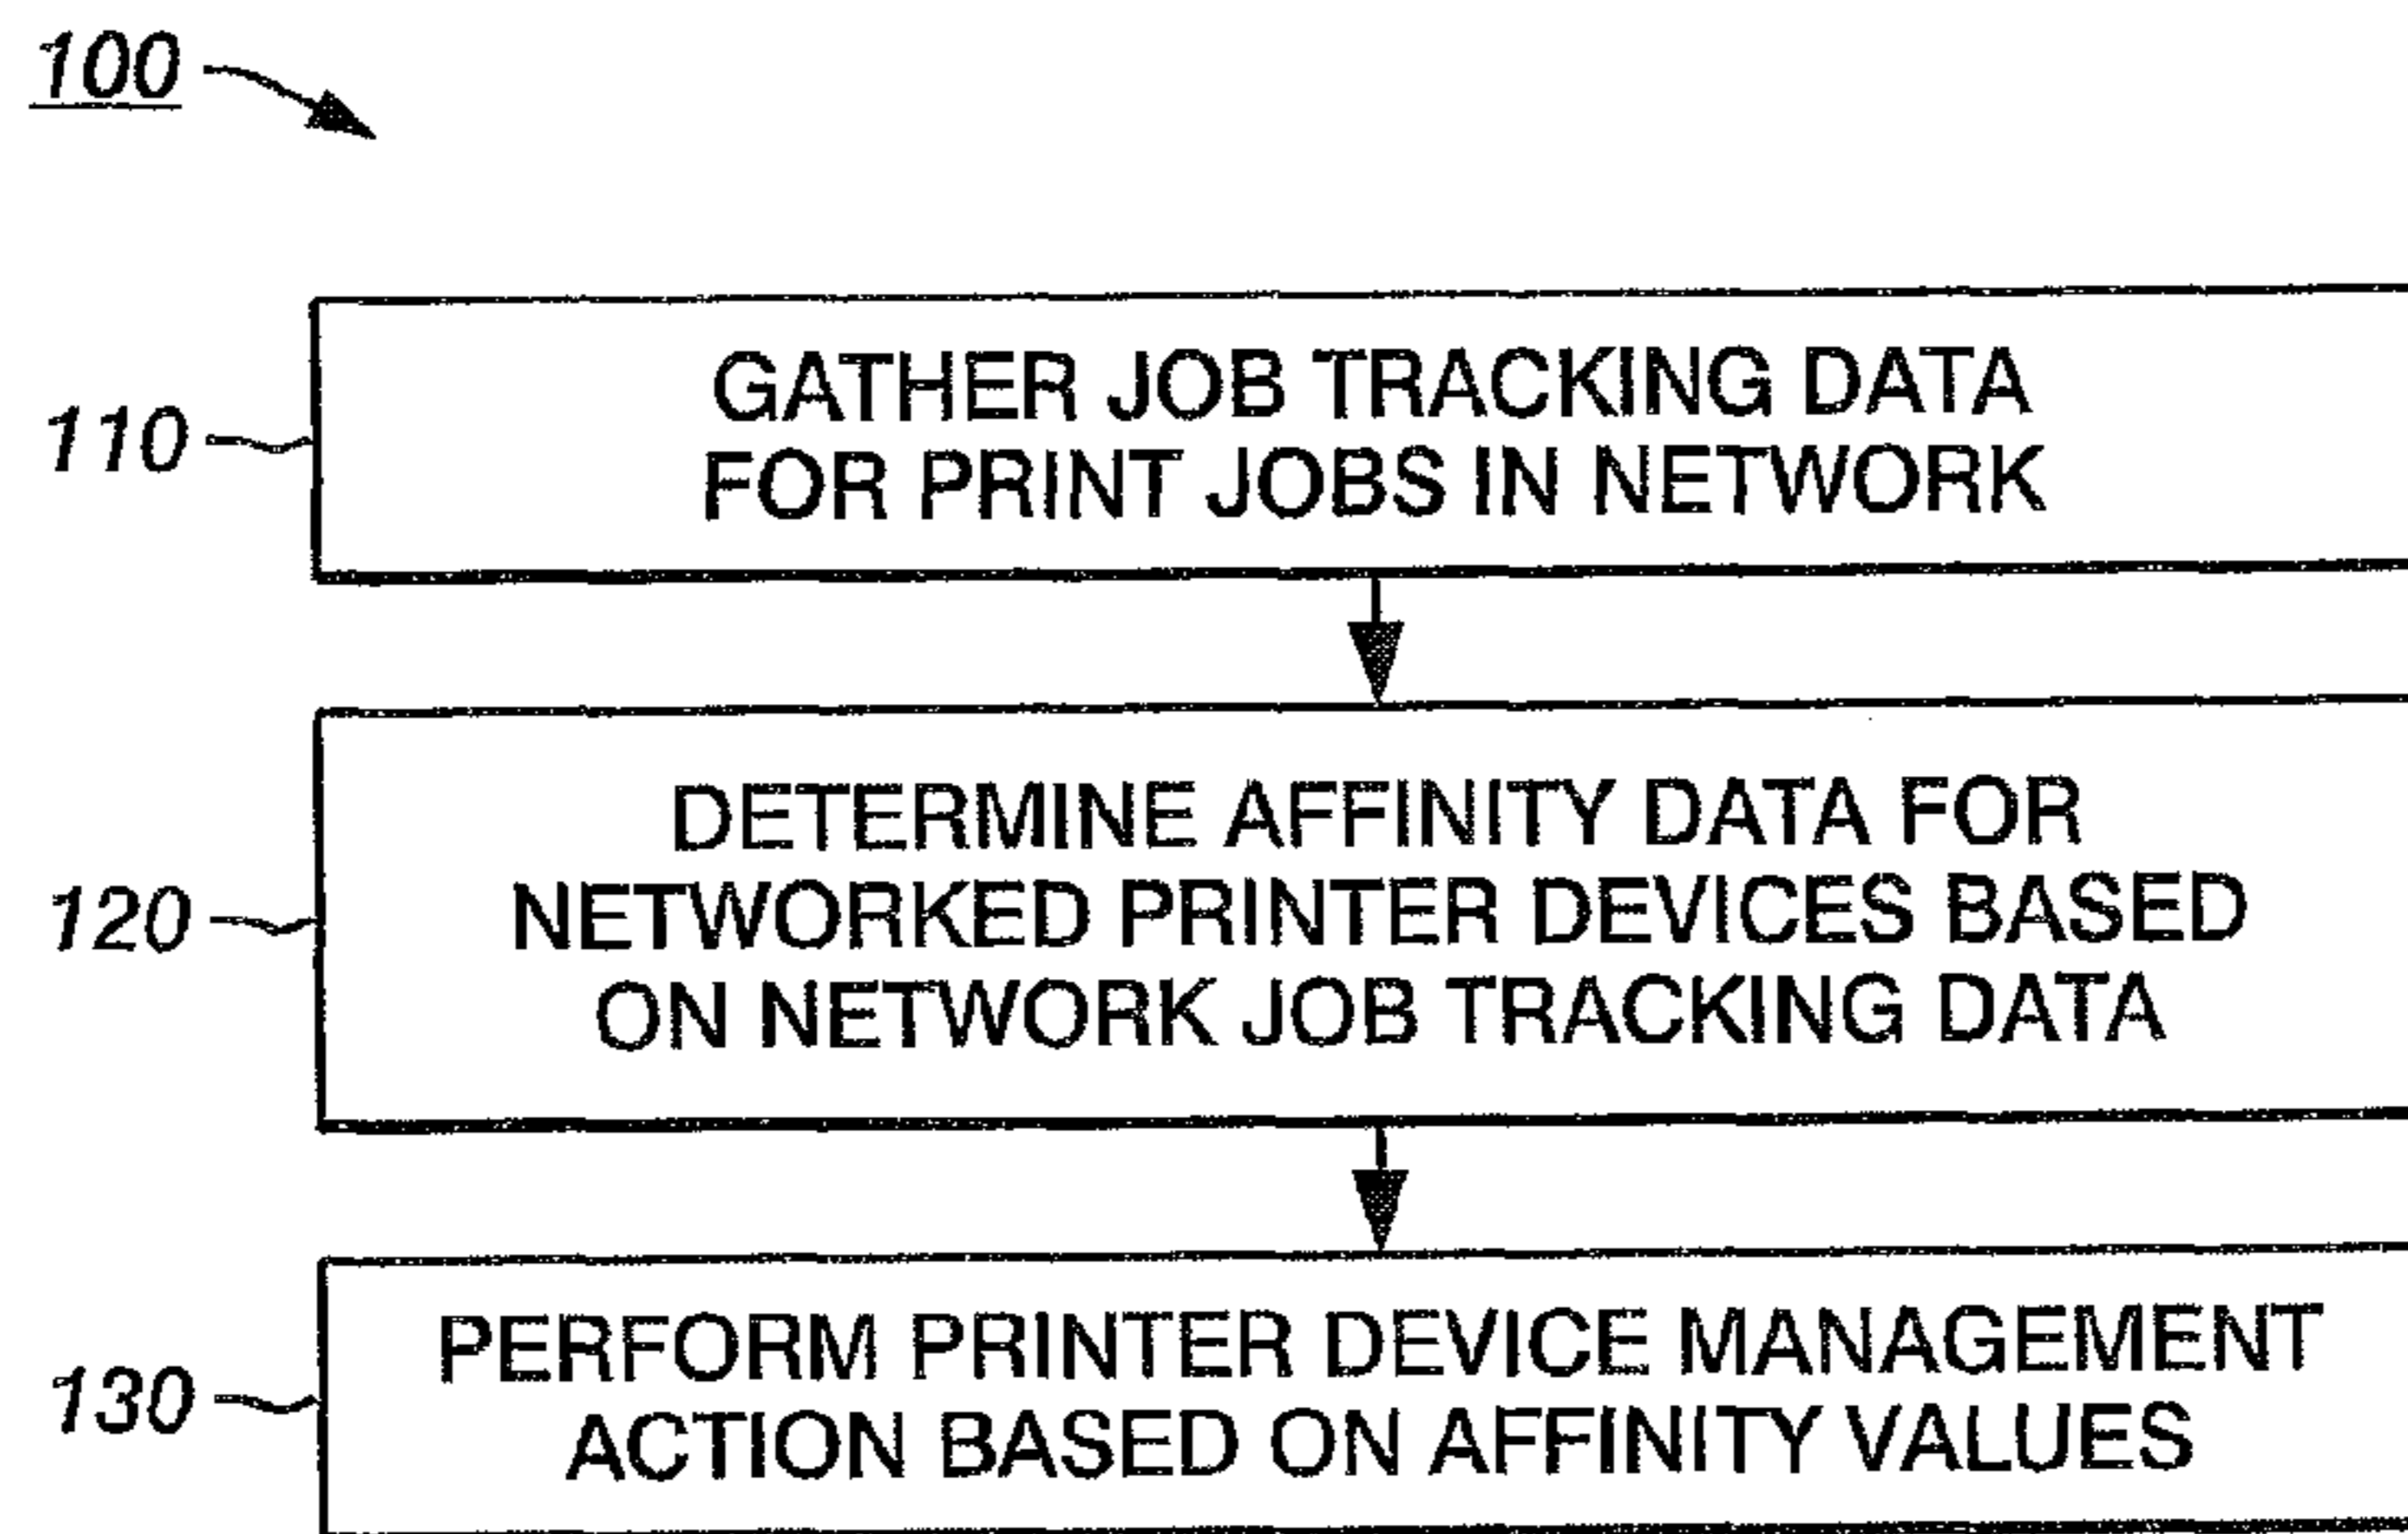 100
110
GATHER JOB TRACKING DATA
FOR PRINT JOBS IN NETWORK
120
DETERMINE AFFINITY DATA FOR
NETWORKED PRINTER DEVICES BASED
ON NETWORK JOB TRACKING DATA
130
PERFORM PRINTER DEVICE MANAGEMENT
ACTION BASED ON AFFINITY VALUES